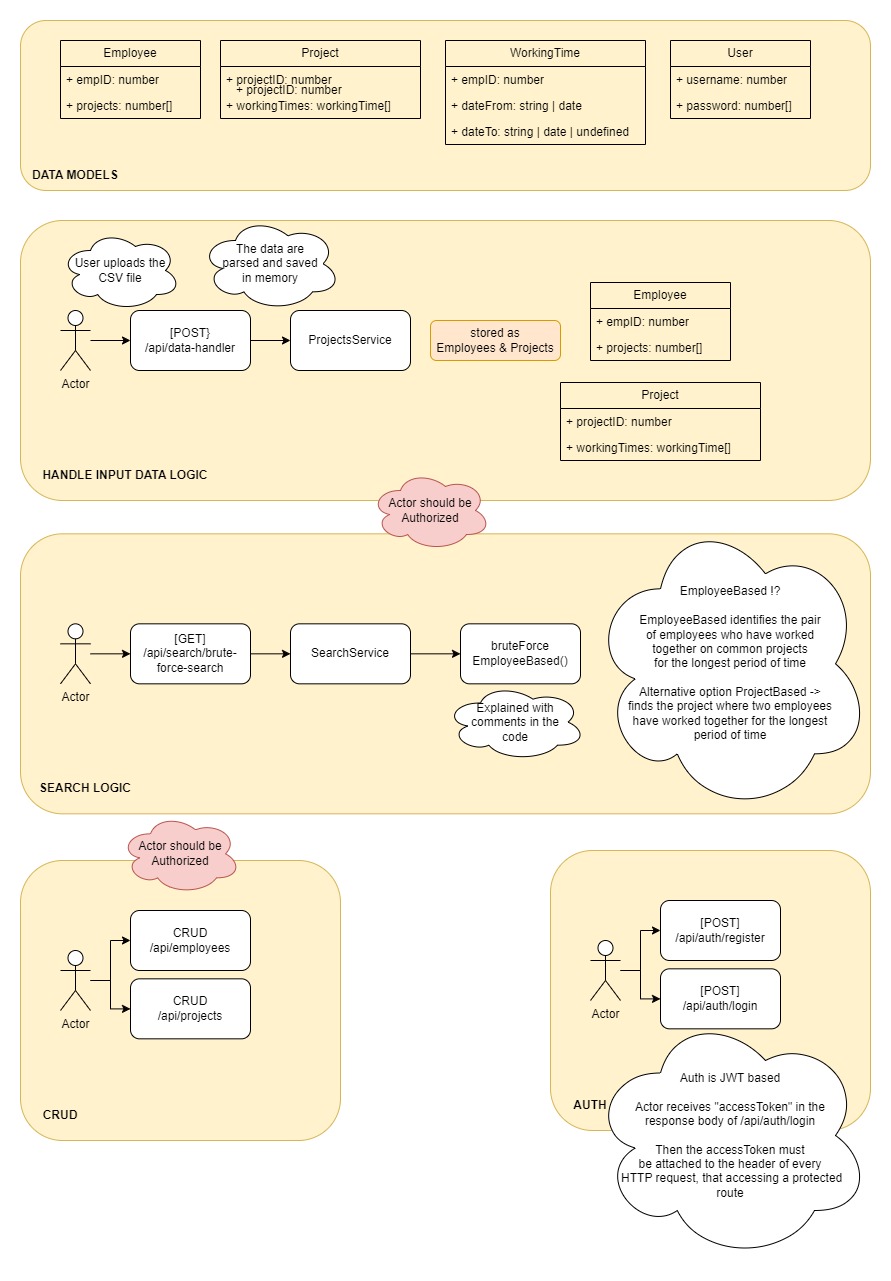 Employee
+ empID: number
+ projects: number[]
Project
+ projectID: number
+ projectID: number
+ workingTimes: workingTime[]
WorkingTime
+ empID: number
+ dateFrom: string | date
+ dateTo: string | date | undefined
User
+ username: number
+ password: number[]
DATA MODELS
User uploads the
CSV file
The data are
parsed and saved
in memory
Actor
[POST}
/api/data-handler
ProjectsService
stored as
Employees & Projects
Employee
+ empID: number
+ projects: number[]
Project
+ projectID: number
+ workingTimes: workingTime[]
HANDLE INPUT DATA LOGIC
Actor should be
Authorized
Actor
[GET]
/api/search/brute-
force-search
SearchService
bruteForce
EmployeeBased()
Explained with
comments in the
code
EmployeeBased !?
EmployeeBased identifies the pair
of employees who have worked
together on common projects
for the longest period of time
Alternative option ProjectBased ->
finds the project where two employees
have worked together for the longest
period of time
SEARCH LOGIC
Actor should be
Authorized
Actor
CRUD
/api/employees
CRUD
/api/projects
CRUD
Actor
[POST]
/api/auth/register
[POST]
/api/auth/login
AUTH
Auth is JWT based
Actor receives "accessToken" in the
response body of /api/auth/login
Then the accessToken must
be attached to the header of every
HTTP request, that accessing a protected
route